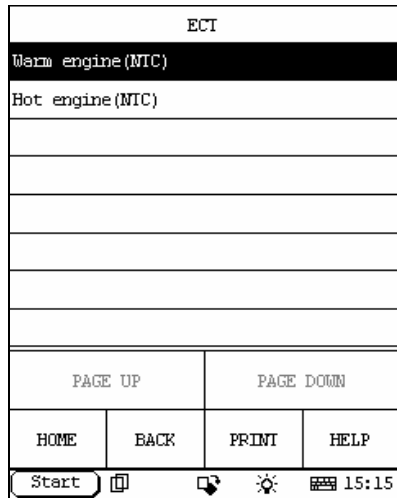 ECT
Warm engine(NTC)
Hot engine(NTC)
PAGE UP PAGE DOWN
HOME BACK PRINT HELP
Start 15:15